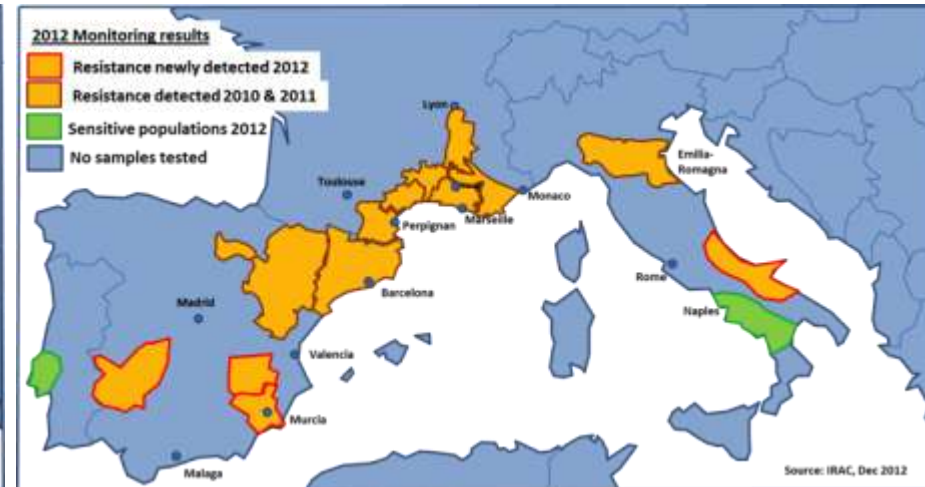 2012 Monitoring results
Resistance newly detected 2012
Resistance detected 2010 & 2011
Sensitive populations 2012
No samples tested
Lyon
Emilia-
Romagna
Toulouse
Monaco
Marseille
Perpignan
Rome
Barcelona
Madrid
Naples
Valencia
Murcia
Malaga
Source: IRAC, Dec 2012